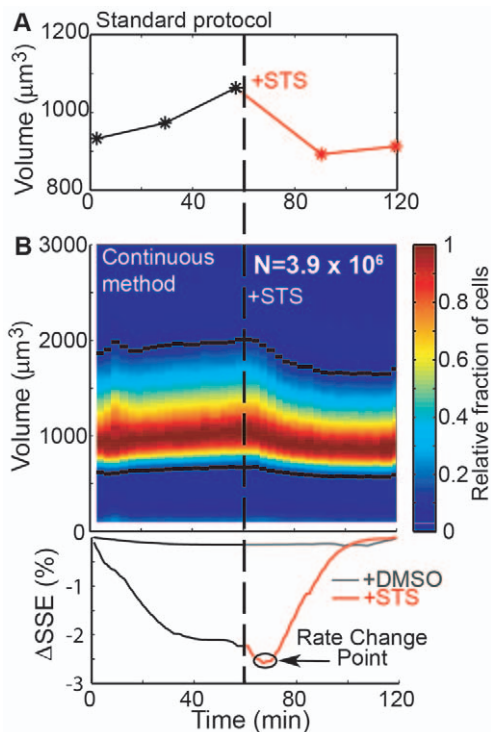 A Standard protocol
1200
1000
800
Volume (μm³)
+STS
0 40 80 120
B
3000
2000
1000
0
Volume (μm³)
Continuous
method
N=3.9 x 10⁶
+STS
1
0.8
0.6
0.4
0.2
0
Relative fraction of cells
0
-1
-2
-3
ΔSSE (%)
+DMSO
+STS
Rate Change
Point
0 40 80 120
Time (min)